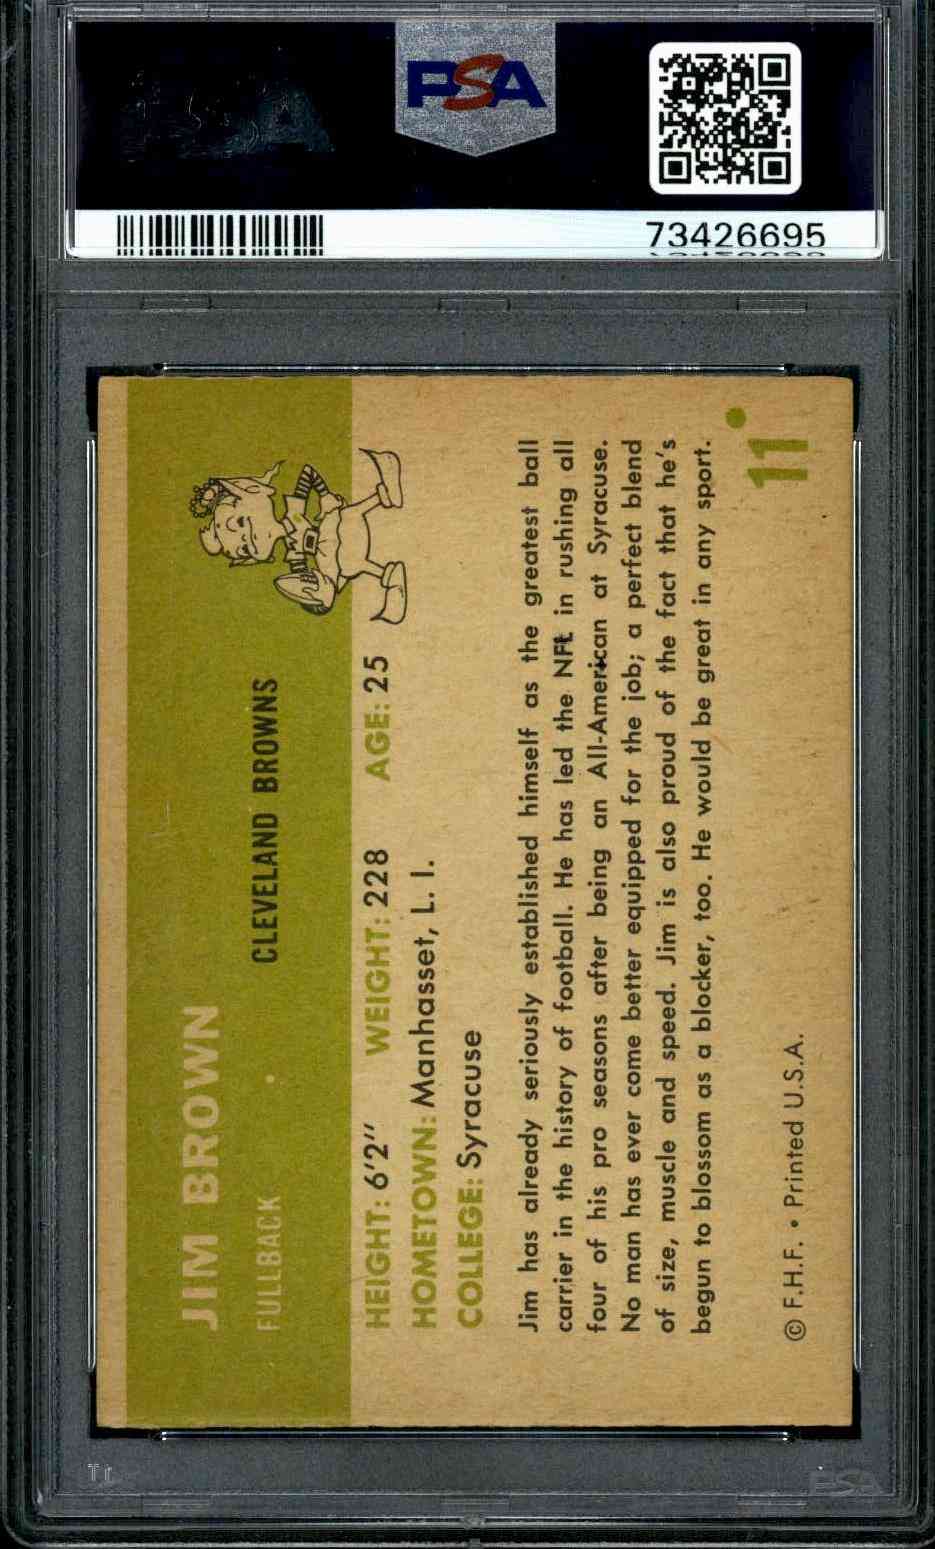 PSA
73426695
JIM BROWN
FULLBACK • CLEVELAND BROWNS
HEIGHT: 6'2" WEIGHT: 228 AGE: 25
HOMETOWN: Manhasset, L. I.
COLLEGE: Syracuse
Jim has already seriously established himself as the greatest ball
carrier in the history of football. He has led the NFL in rushing all
four of his pro seasons after being an All-American at Syracuse.
No man has ever come better equipped for the job; a perfect blend
of size, muscle and speed. Jim is also proud of the fact that he's
begun to blossom as a blocker, too. He would be great in any sport.
© F.H.F. • Printed U.S.A.
11
PSA